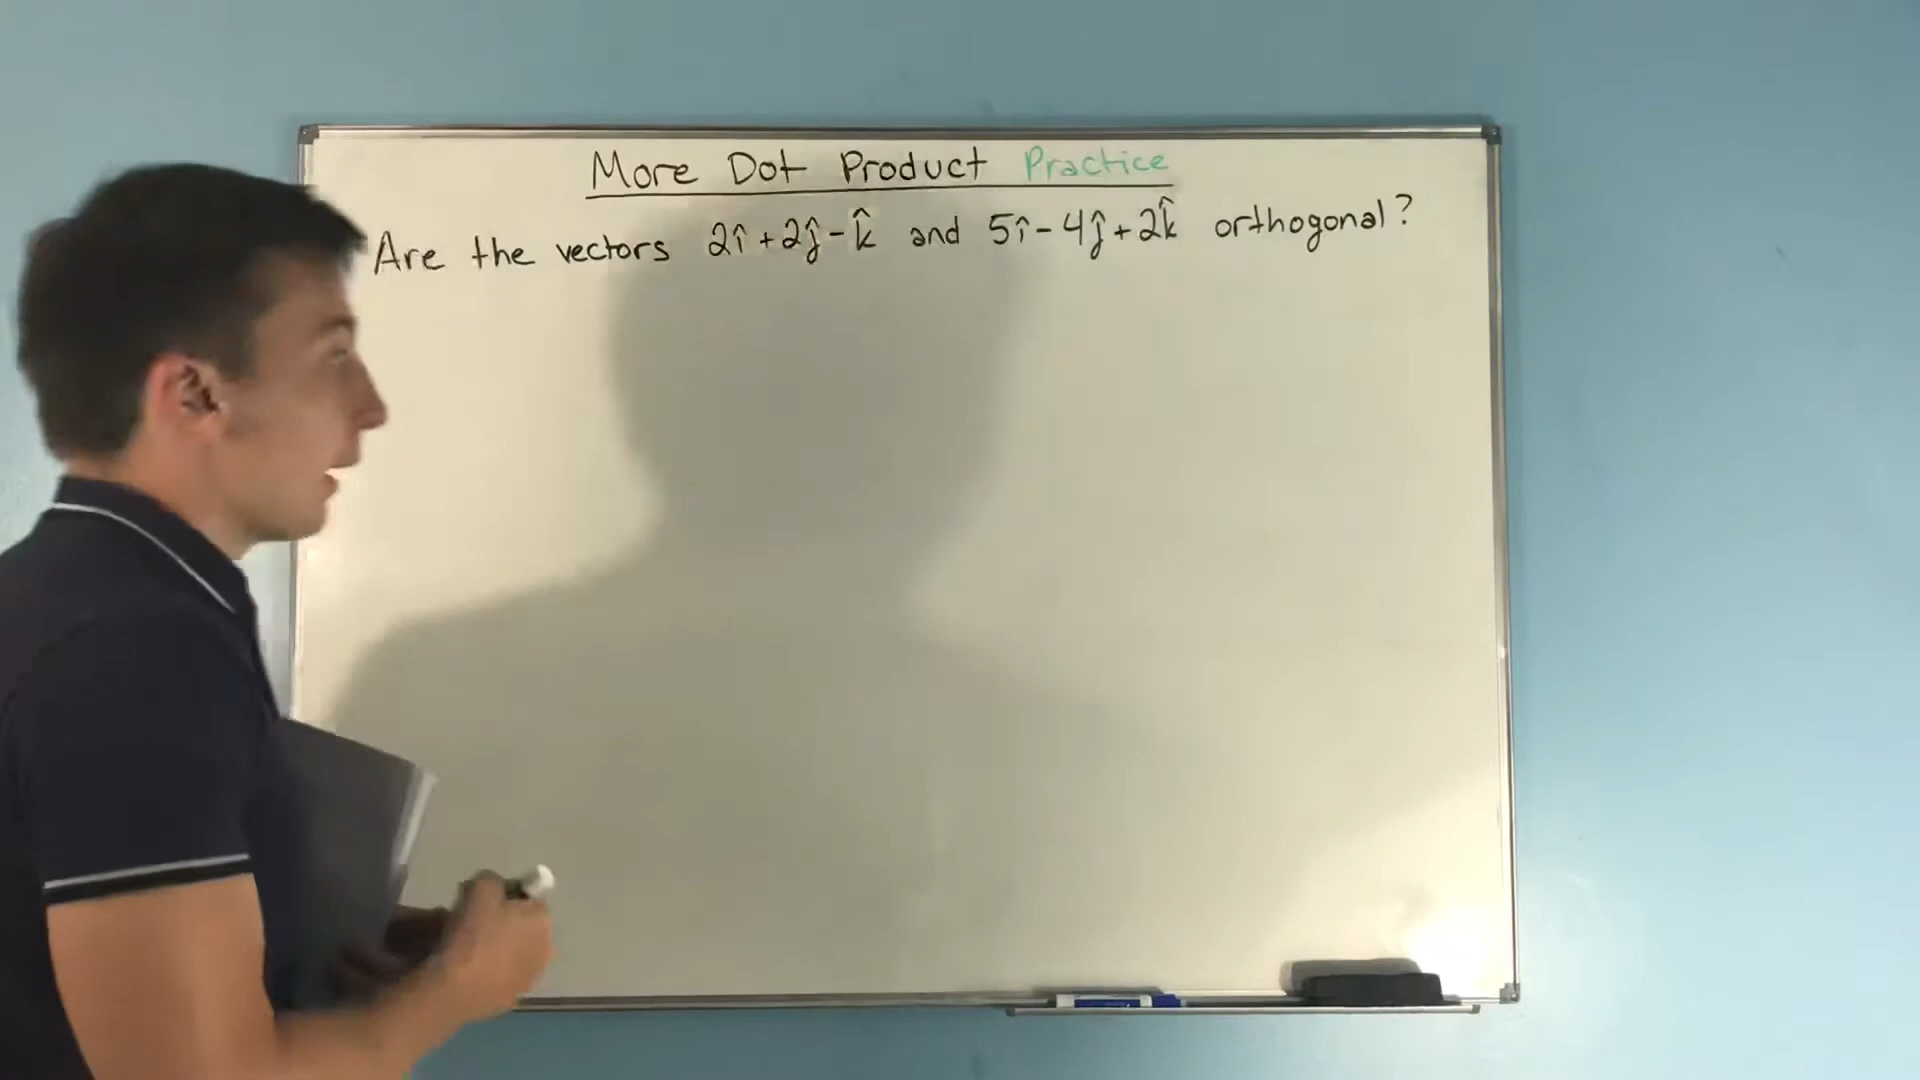 More Dot Product Practice
Are the vectors 2î + 2ĵ - k̂ and 5î - 4ĵ + 2k̂ orthogonal?